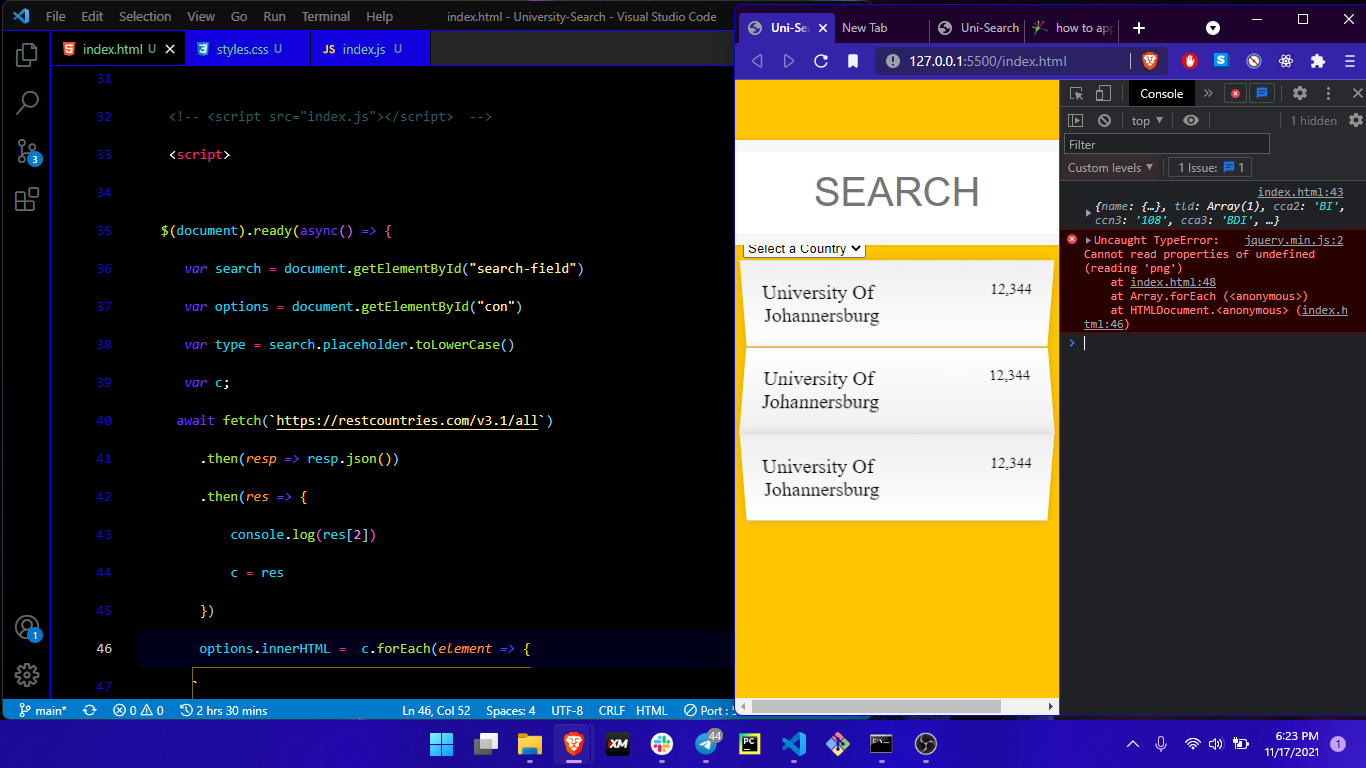 File Edit Selection View Go Run Terminal Help index.html - University-Search - Visual Studio Code
index.html U styles.css U JS index.js U
31
32 <!-- <script src="index.js"></script> -->
33 <script>
34
35 $(document).ready(async() => {
36 var search = document.getElementById("search-field")
37 var options = document.getElementById("con")
38 var type = search.placeholder.toLowerCase()
39 var c;
40 await fetch(`https://restcountries.com/v3.1/all`)
41 .then(resp => resp.json())
42 .then(res => {
43 console.log(res[2])
44 c = res
45 })
46 options.innerHTML = c.forEach(element => {
47 `
3
1
main* 0 0 2 hrs 30 mins Ln 46, Col 52 Spaces: 4 UTF-8 CRLF HTML Port :
Uni-Se New Tab Uni-Search how to app
127.0.0.1:5500/index.html
SEARCH
Select a Country
University Of 12,344
Johannersburg
University Of 12,344
Johannersburg
University Of 12,344
Johannersburg
Console
top 1 hidden
Filter
Custom levels 1 Issue: 1
index.html:43
{name: {…}, tld: Array(1), cca2: 'BI',
ccn3: '108', cca3: 'BDI', …}
Uncaught TypeError: jquery.min.js:2
Cannot read properties of undefined
(reading 'png')
at index.html:48
at Array.forEach (<anonymous>)
at HTMLDocument.<anonymous> (index.h
tml:46)
XM 44 PC
6:23 PM
11/17/2021 1